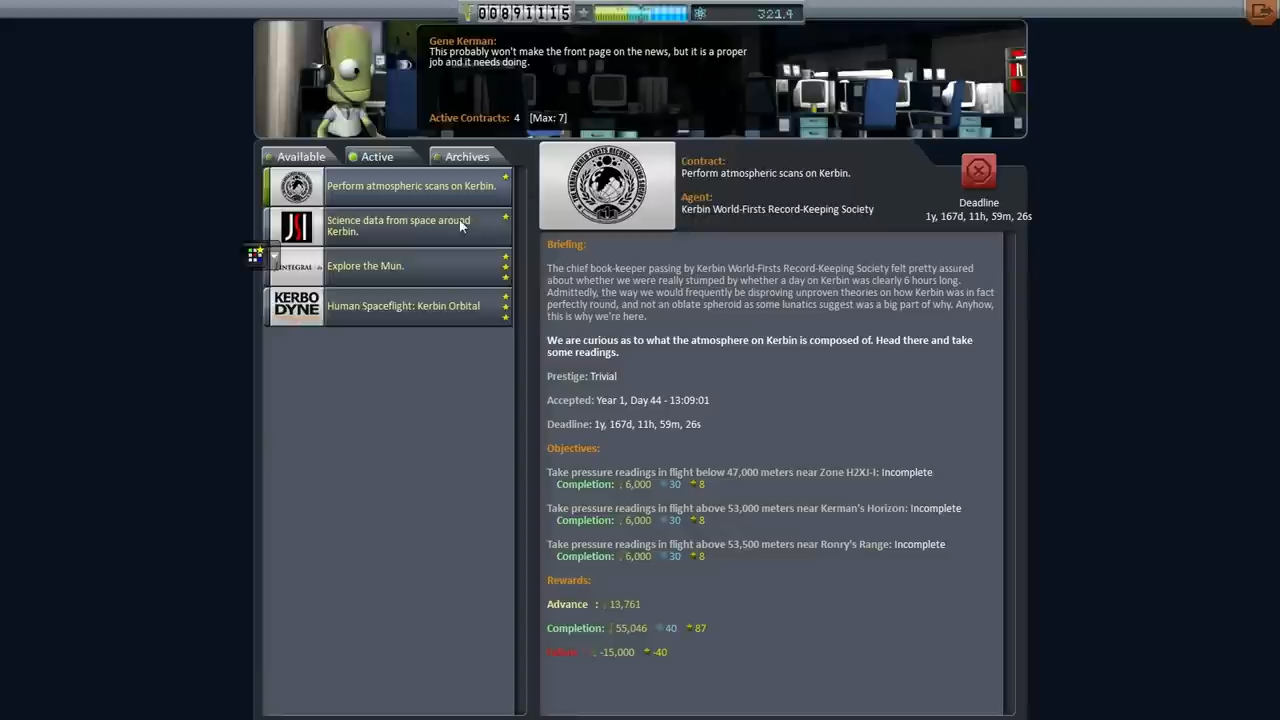 00891115
321.4
Gene Kerman:
This probably won't make the front page on the news, but it is a proper
job and it needs doing.
Active Contracts: 4 [Max: 7]
Available
Active
Archives
Perform atmospheric scans on Kerbin.
Science data from space around
Kerbin.
Explore the Mun.
Human Spaceflight: Kerbin Orbital
JSI
INTEGRAL
KERBO
DYNE
Contract:
Perform atmospheric scans on Kerbin.
Agent:
Kerbin World-Firsts Record-Keeping Society
Deadline
1y, 167d, 11h, 59m, 26s
Briefing:
The chief book-keeper passing by Kerbin World-Firsts Record-Keeping Society felt pretty assured
about whether we were really stumped by whether a day on Kerbin was clearly 6 hours long.
Admittedly, the way we would frequently be disproving unproven theories on how Kerbin was in fact
perfectly round, and not an oblate spheroid as some lunatics suggest was a big part of why. Anyhow,
this is why we're here.
We are curious as to what the atmosphere on Kerbin is composed of. Head there and take
some readings.
Prestige: Trivial
Accepted: Year 1, Day 44 - 13:09:01
Deadline: 1y, 167d, 11h, 59m, 26s
Objectives:
Take pressure readings in flight below 47,000 meters near Zone H2XJ-I: Incomplete
Completion: 6,000 30 8
Take pressure readings in flight above 53,000 meters near Kerman's Horizon: Incomplete
Completion: 6,000 30 8
Take pressure readings in flight above 53,500 meters near Ronry's Range: Incomplete
Completion: 6,000 30 8
Rewards:
Advance : 13,761
Completion: 55,046 40 87
-15,000 -40